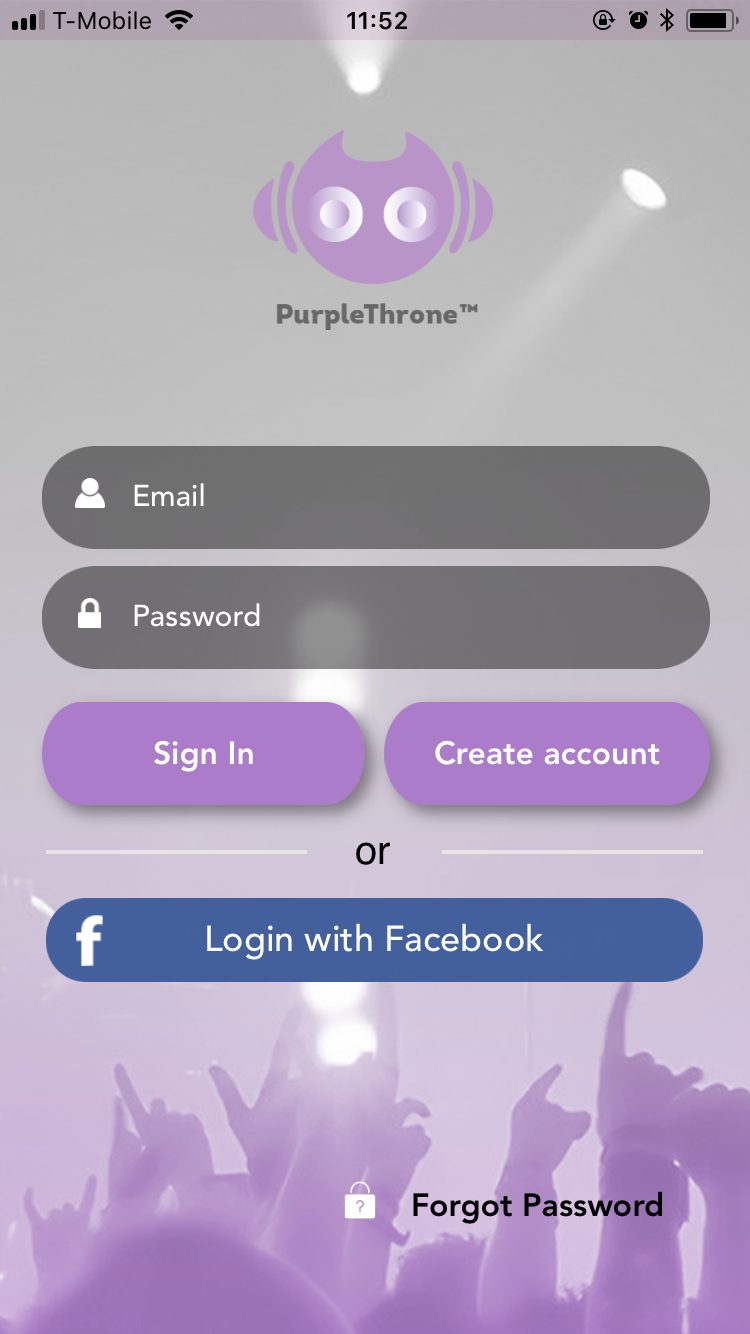 T-Mobile 11:52
PurpleThrone™
Email
Password
Sign In Create account
or
f Login with Facebook
? Forgot Password